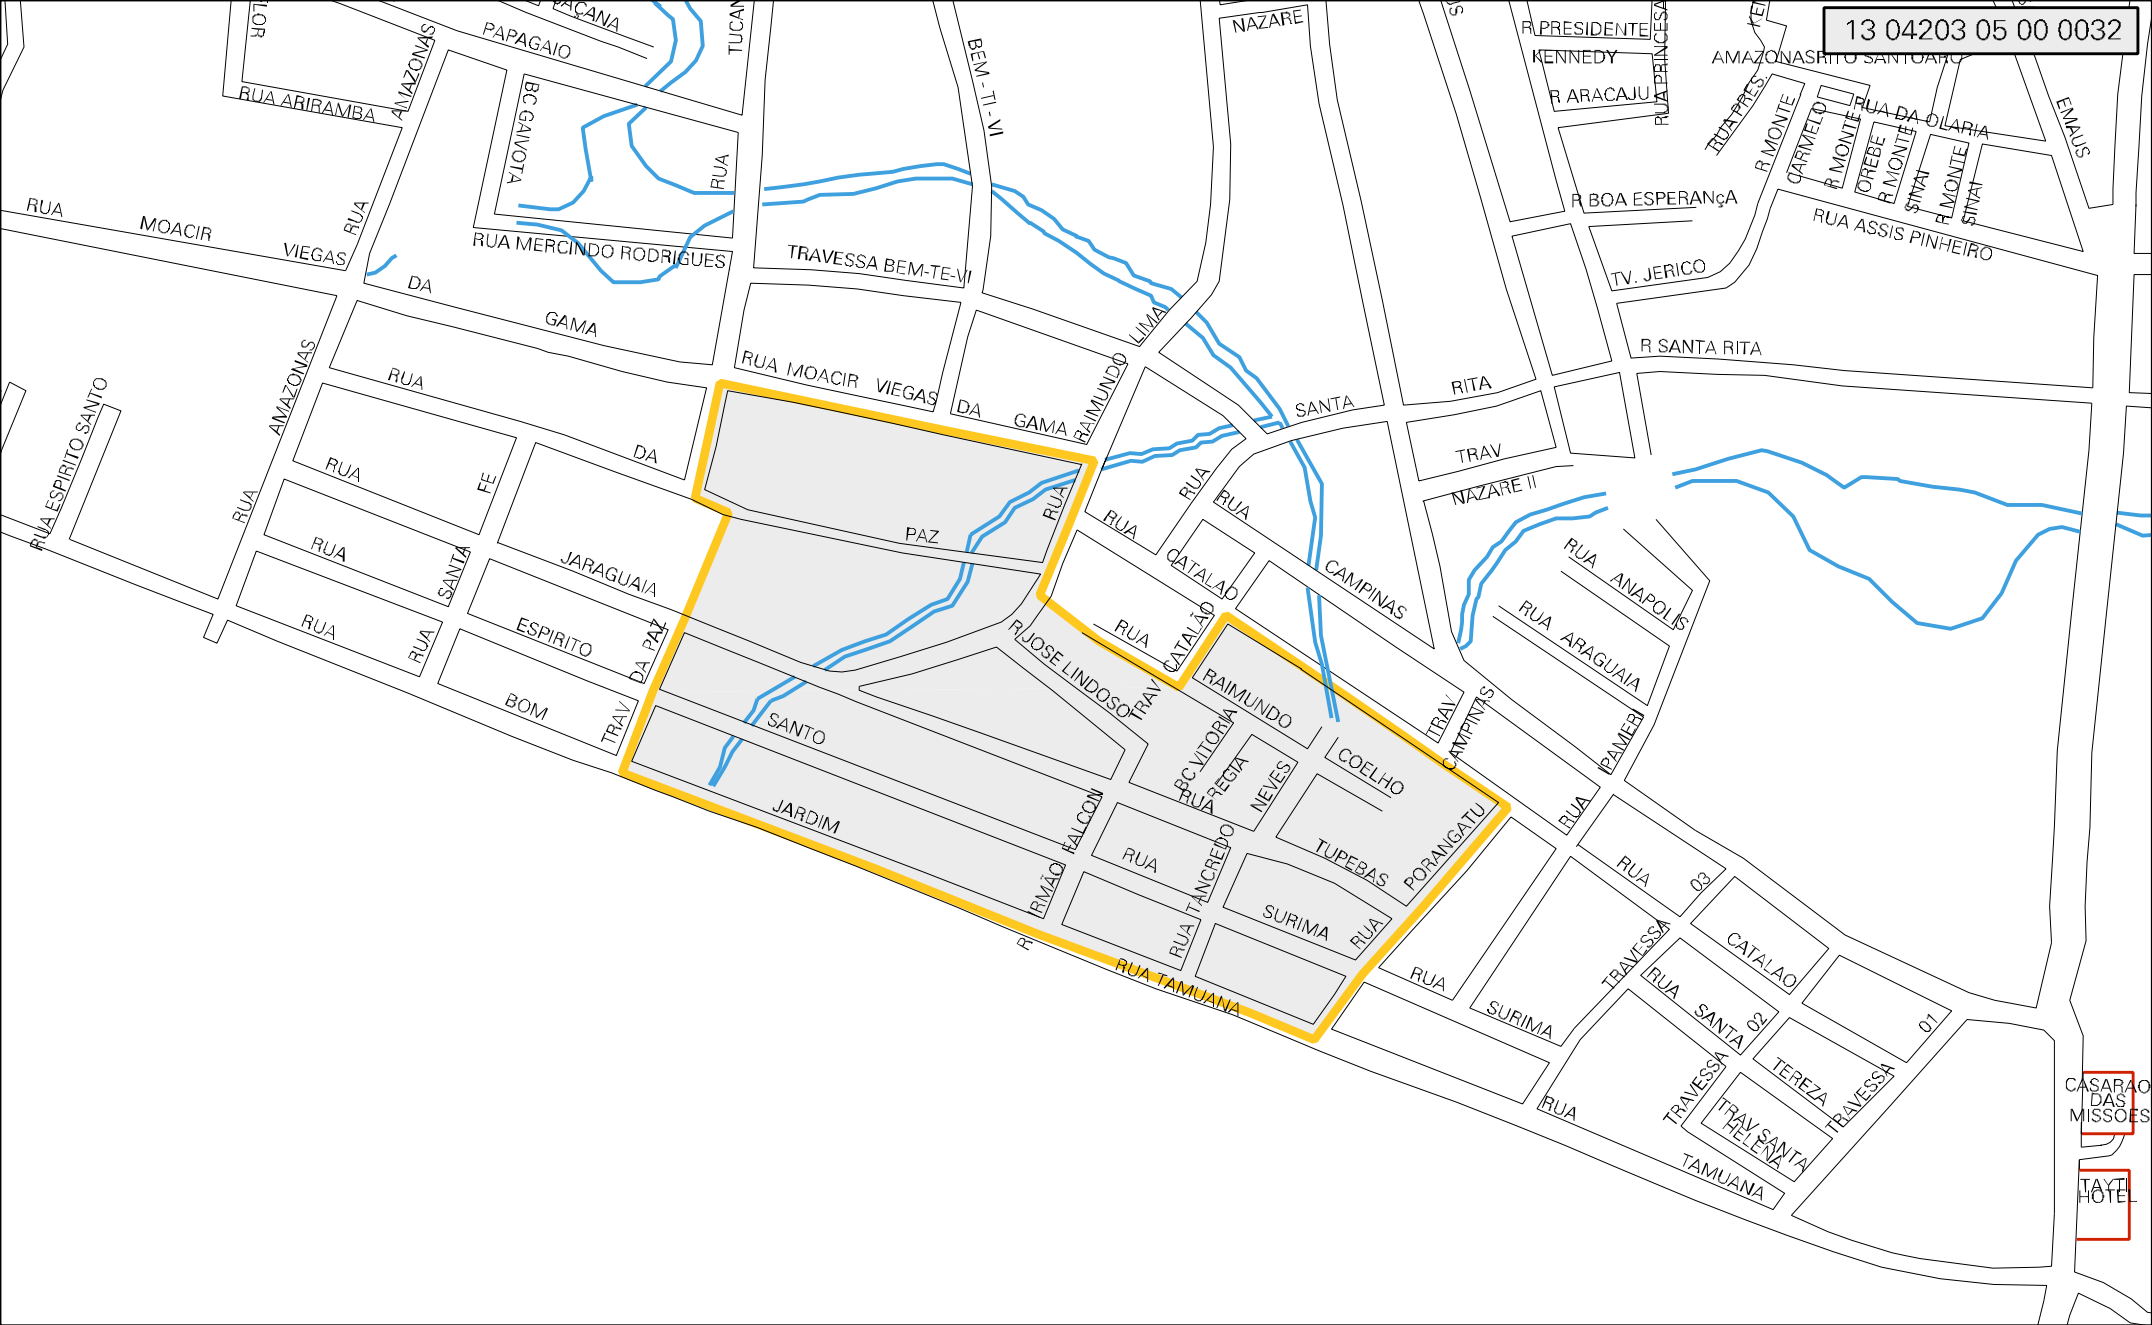 13 04203 05 00 0032
PAPAGAIO
NAZARE
R PRESIDENTE
KENNEDY
R ARACAJU
RUA PRINCESA
AMAZONAS
RUA ARIRAMBA
AMAZONAS
BC GAIVOTA
BEM - TI - VI
RUA
RUA PRES.
R MONTE
CARMELO
R MONTE
OREBE
R MONTE
SINAI
R MONTE
SINAI
RUA DA OLARIA
EMAUS
R BOA ESPERANçA
RUA ASSIS PINHEIRO
TV. JERICO
R SANTA RITA
RUA
MOACIR
VIEGAS
RUA
DA
GAMA
RUA MERCINDO RODRIGUES
TRAVESSA BEM-TE-VI
RUA MOACIR VIEGAS
DA
GAMA
RAIMUNDO
LIMA
SANTA
RITA
TRAV
NAZARE II
RUA ESPIRITO SANTO
AMAZONAS
RUA
RUA
DA
PAZ
RUA
RUA
FE
SANTA
RUA
JARAGUAIA
RUA
ESPIRITO
SANTO
RUA
BOM
JARDIM
TRAV
DA PAZ
RUA
RUA
CATALAO
RUA
CAMPINAS
RUA
CATALÃO
TRAV
R JOSE LINDOSO
RAIMUNDO
COELHO
BC VITORIA
REGIA
NEVES
RUA
TUPEBAS
PORANGATU
RUA
IRMÃO FALCON
R
RUA
SURIMA
RUA TANCREDO
RUA TAMUANA
TRAV
CAMPINAS
RUA ANAPOLIS
RUA ARAGUAIA
IPAMERI
RUA
RUA
CATALAO
03
TRAVESSA
RUA
SURIMA
RUA
SANTA
TEREZA
02
TRAVESSA
01
TRAVESSA
TRAV SANTA
HELENA
RUA
TAMUANA
CASARAO
DAS
MISSOES
TAYTI
HOTEL